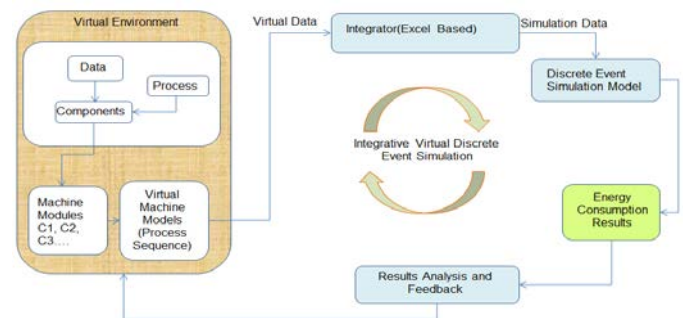 Virtual Environment
Data
Process
Components
Machine
Modules
C1, C2,
C3....
Virtual
Machine
Models
(Process
Sequence)
Virtual Data
Integrator(Excel Based)
Simulation Data
Discrete Event
Simulation Model
Integrative Virtual Discrete
Event Simulation
Energy
Consumption
Results
Results Analysis and
Feedback